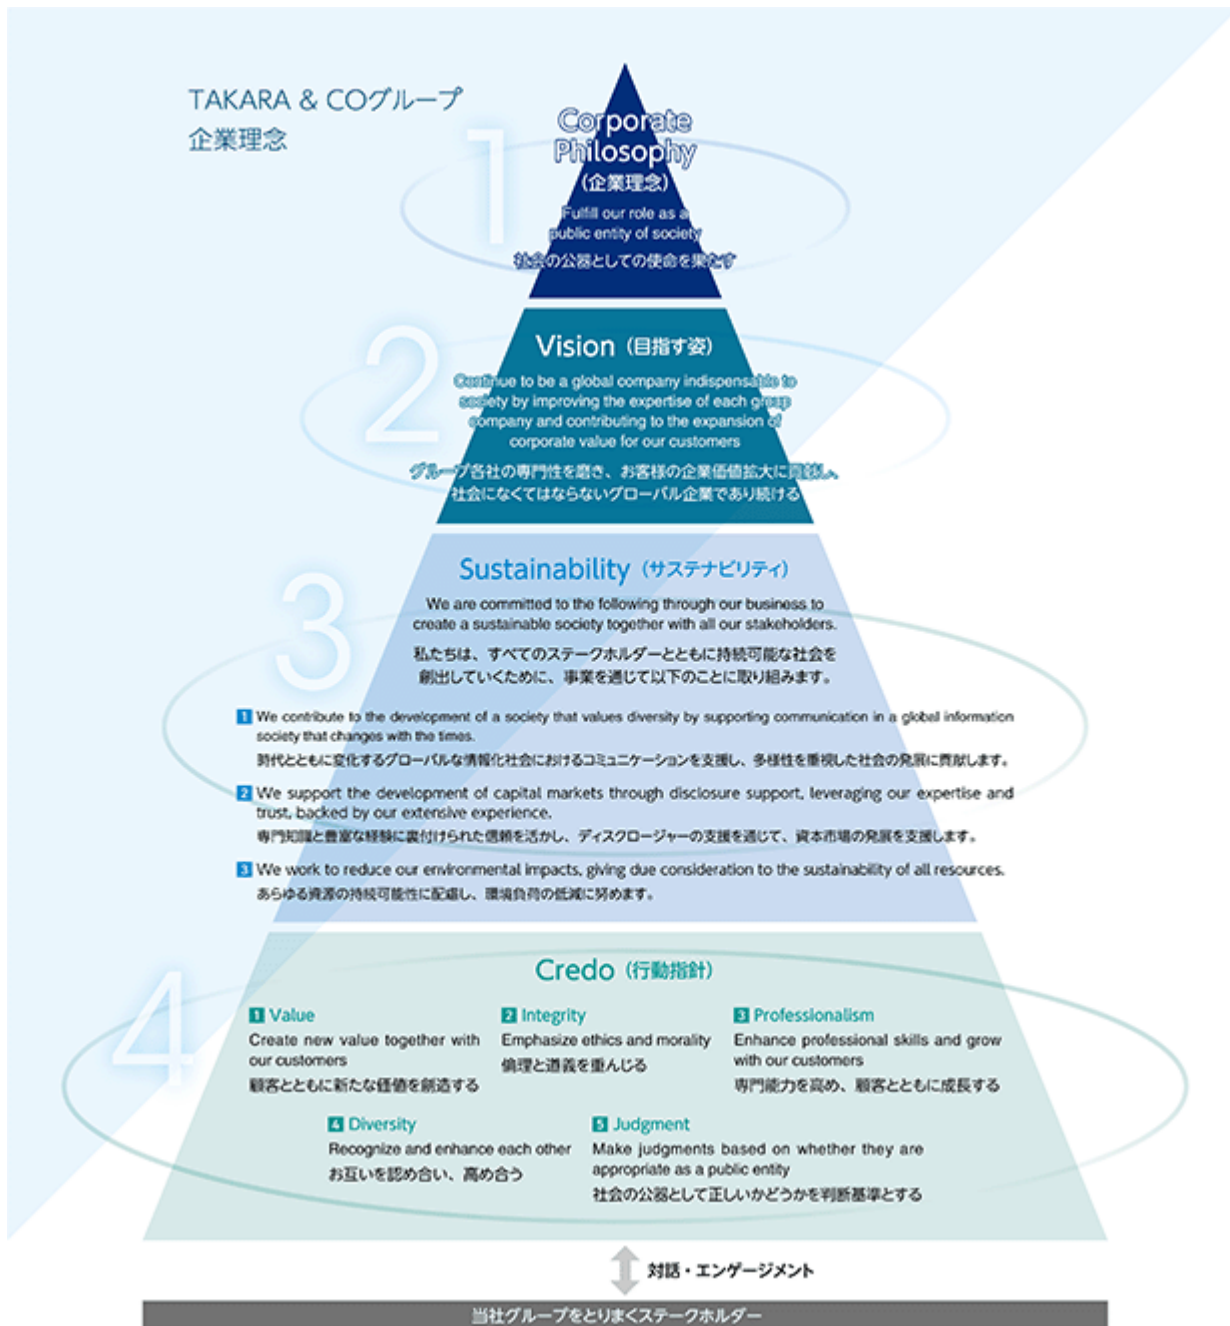 TAKARA & COグループ
企業理念
1
Corporate
Philosophy
（企業理念）
Fulfill our role as a
public entity of society
社会の公器としての使命を果たす
2
Vision（目指す姿）
Continue to be a global company indispensable to
society by improving the expertise of each group
company and contributing to the expansion of
corporate value for our customers
グループ各社の専門性を磨き、お客様の企業価値拡大に貢献し、
社会になくてはならないグローバル企業であり続ける
3
Sustainability（サステナビリティ）
We are committed to the following through our business to
create a sustainable society together with all our stakeholders.
私たちは、すべてのステークホルダーとともに持続可能な社会を
創出していくために、事業を通じて以下のことに取り組みます。
1 We contribute to the development of a society that values diversity by supporting communication in a global information
society that changes with the times.
時代とともに変化するグローバルな情報化社会におけるコミュニケーションを支援し、多様性を重視した社会の発展に貢献します。
2 We support the development of capital markets through disclosure support, leveraging our expertise and
trust, backed by our extensive experience.
専門知識と豊富な経験に裏付けられた信頼を活かし、ディスクロージャーの支援を通じて、資本市場の発展を支援します。
3 We work to reduce our environmental impacts, giving due consideration to the sustainability of all resources.
あらゆる資源の持続可能性に配慮し、環境負荷の低減に努めます。
4
Credo（行動指針）
1 Value
Create new value together with
our customers
顧客とともに新たな価値を創造する
2 Integrity
Emphasize ethics and morality
倫理と道義を重んじる
3 Professionalism
Enhance professional skills and grow
with our customers
専門能力を高め、顧客とともに成長する
4 Diversity
Recognize and enhance each other
お互いを認め合い、高め合う
5 Judgment
Make judgments based on whether they are
appropriate as a public entity
社会の公器として正しいかどうかを判断基準とする
対話・エンゲージメント
当社グループをとりまくステークホルダー